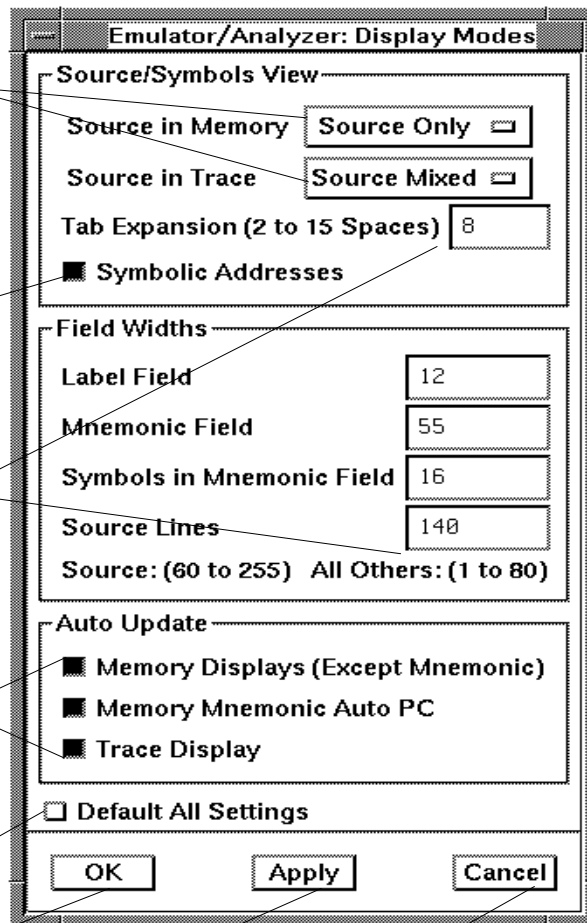 Emulator/Analyzer: Display Modes
Source/Symbols View
Source in Memory Source Only
Source in Trace Source Mixed
Tab Expansion (2 to 15 Spaces) 8
Symbolic Addresses
Field Widths
Label Field 12
Mnemonic Field 55
Symbols in Mnemonic Field 16
Source Lines 140
Source: (60 to 255) All Others: (1 to 80)
Auto Update
Memory Displays (Except Mnemonic)
Memory Mnemonic Auto PC
Trace Display
Default All Settings
OK Apply Cancel